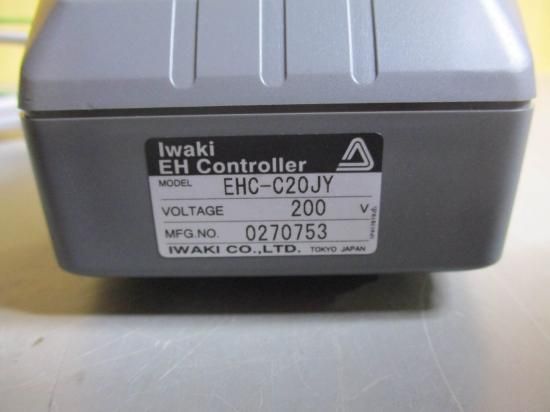 Iwaki
EH Controller
MODEL EHC-C20JY
VOLTAGE 200 V
MFG.NO. 0270753
IWAKI CO.,LTD. TOKYO JAPAN